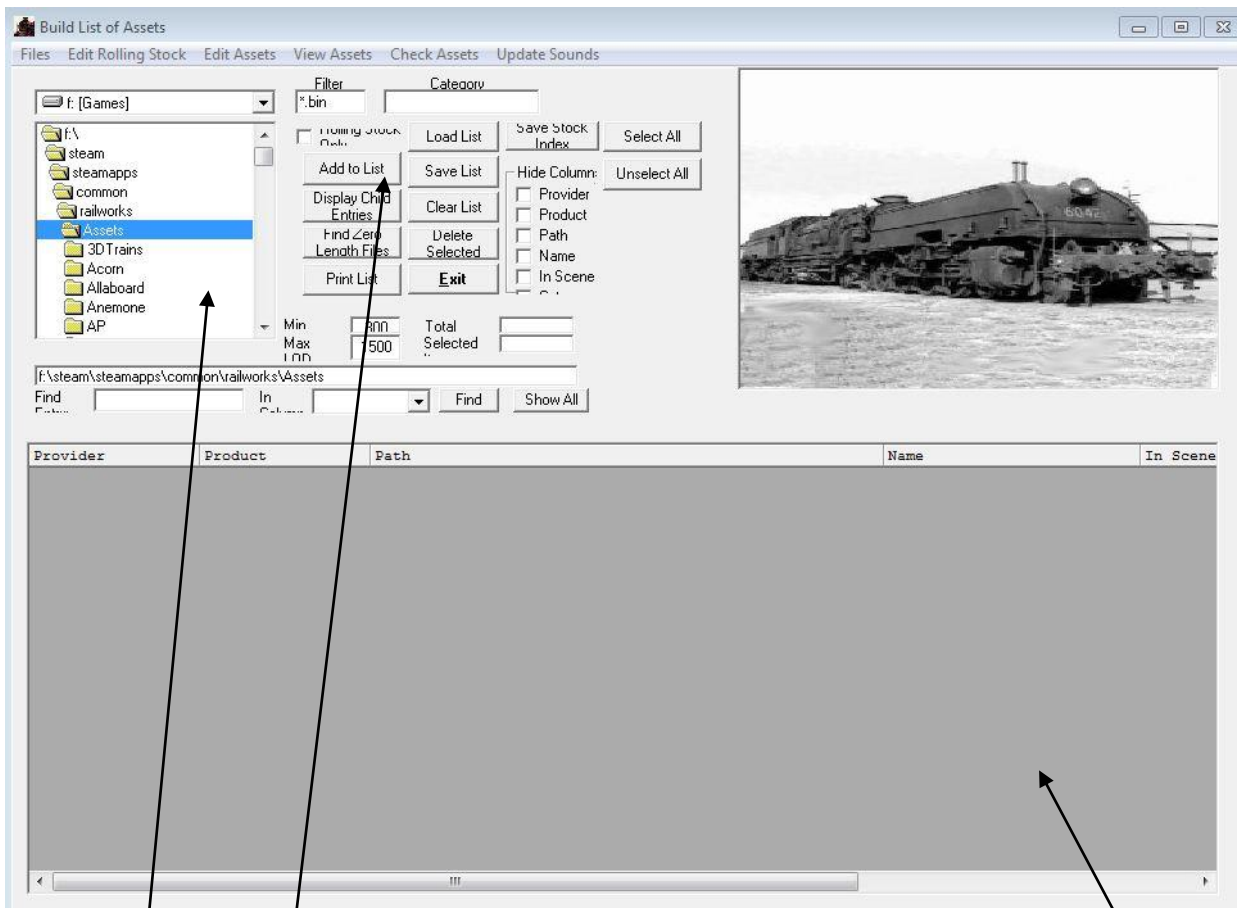 Build List of Assets
Files Edit Rolling Stock Edit Assets View Assets Check Assets Update Sounds
Filter Category
f: [Games] *.bin
f:\
steam
steamapps
common
railworks
Assets
3DTrains
Acorn
Allaboard
Anemone
AP
Rolling Stock
Load List
Save Stock
Index
Select All
Add to List
Save List
Hide Column:
Unselect All
Display Child
Entries
Clear List
Provider
Product
Find Zero
Length Files
Delete
Selected
Path
Name
Print List
Exit
In Scene
Min 800 Total
Max 1500 Selected
LOD
f:\steam\steamapps\common\railworks\Assets
Find In Find Show All
Provider Product Path Name In Scene
6042